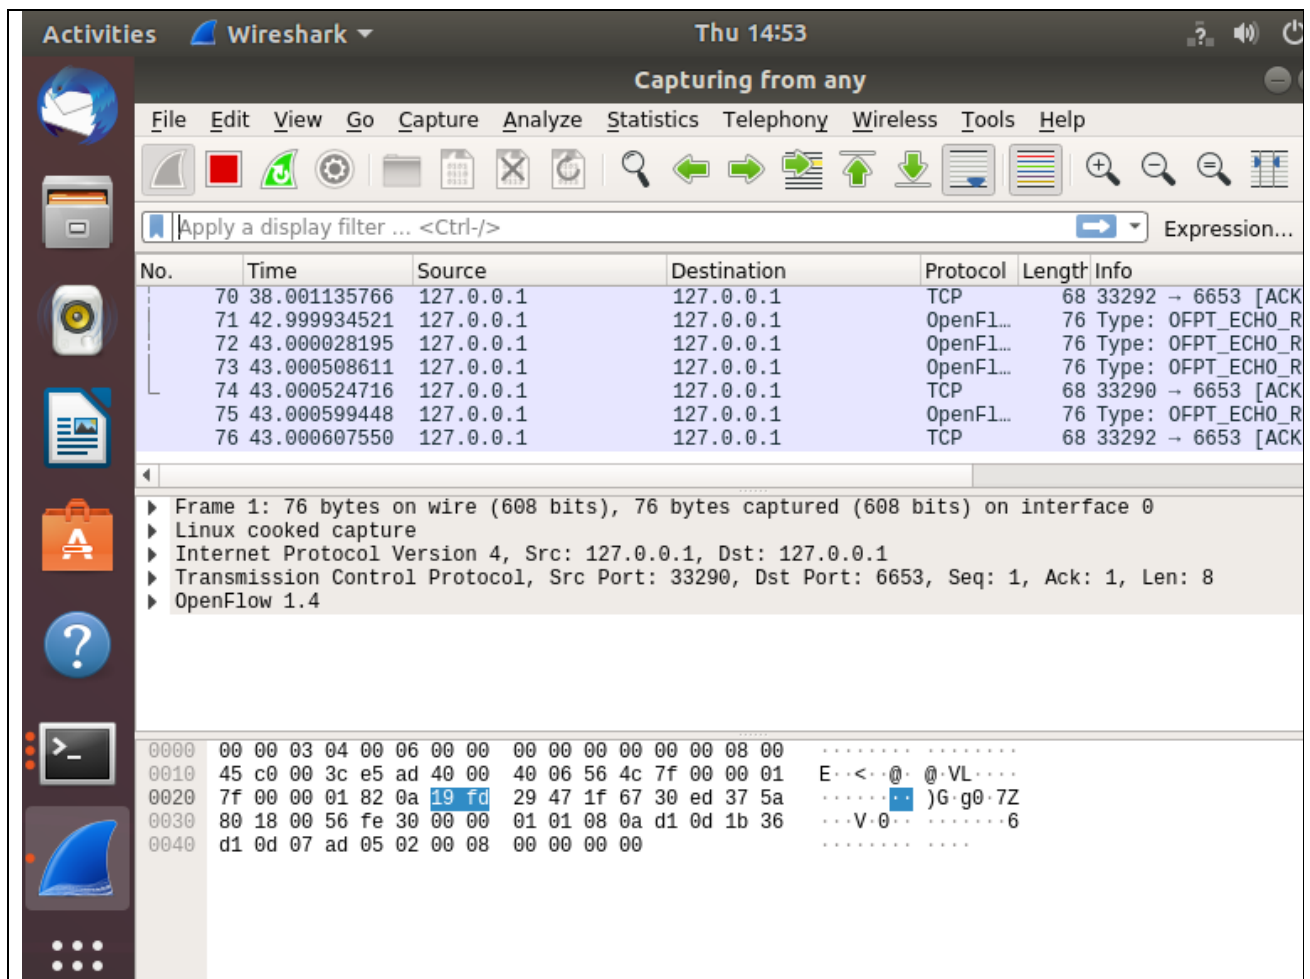 Activities Wireshark Thu 14:53
Capturing from any
File Edit View Go Capture Analyze Statistics Telephony Wireless Tools Help
Apply a display filter ... <Ctrl-/> Expression...
No. Time Source Destination Protocol Length Info
70 38.001135766 127.0.0.1 127.0.0.1 TCP 68 33292 → 6653 [ACK
71 42.999934521 127.0.0.1 127.0.0.1 OpenFl… 76 Type: OFPT_ECHO_R
72 43.000028195 127.0.0.1 127.0.0.1 OpenFl… 76 Type: OFPT_ECHO_R
73 43.000508611 127.0.0.1 127.0.0.1 OpenFl… 76 Type: OFPT_ECHO_R
74 43.000524716 127.0.0.1 127.0.0.1 TCP 68 33290 → 6653 [ACK
75 43.000599448 127.0.0.1 127.0.0.1 OpenFl… 76 Type: OFPT_ECHO_R
76 43.000607550 127.0.0.1 127.0.0.1 TCP 68 33292 → 6653 [ACK
Frame 1: 76 bytes on wire (608 bits), 76 bytes captured (608 bits) on interface 0
Linux cooked capture
Internet Protocol Version 4, Src: 127.0.0.1, Dst: 127.0.0.1
Transmission Control Protocol, Src Port: 33290, Dst Port: 6653, Seq: 1, Ack: 1, Len: 8
OpenFlow 1.4
0000 00 00 03 04 00 06 00 00 00 00 00 00 00 00 08 00 ········ ········
0010 45 c0 00 3c e5 ad 40 00 40 06 56 4c 7f 00 00 01 E··<··@· @·VL····
0020 7f 00 00 01 82 0a 19 fd 29 47 1f 67 30 ed 37 5a ········ )G·g0·7Z
0030 80 18 00 56 fe 30 00 00 01 01 08 0a d1 0d 1b 36 ···V·0·· ·······6
0040 d1 0d 07 ad 05 02 00 08 00 00 00 00 ········ ····